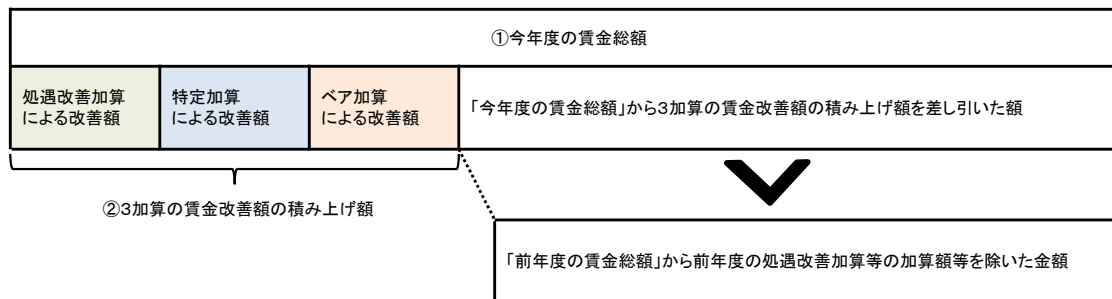 ①今年度の賃金総額
処遇改善加算
による改善額
特定加算
による改善額
ベア加算
による改善額
「今年度の賃金総額」から3加算の賃金改善額の積み上げ額を差し引いた額
②3加算の賃金改善額の積み上げ額
「前年度の賃金総額」から前年度の処遇改善加算等の加算額等を除いた金額